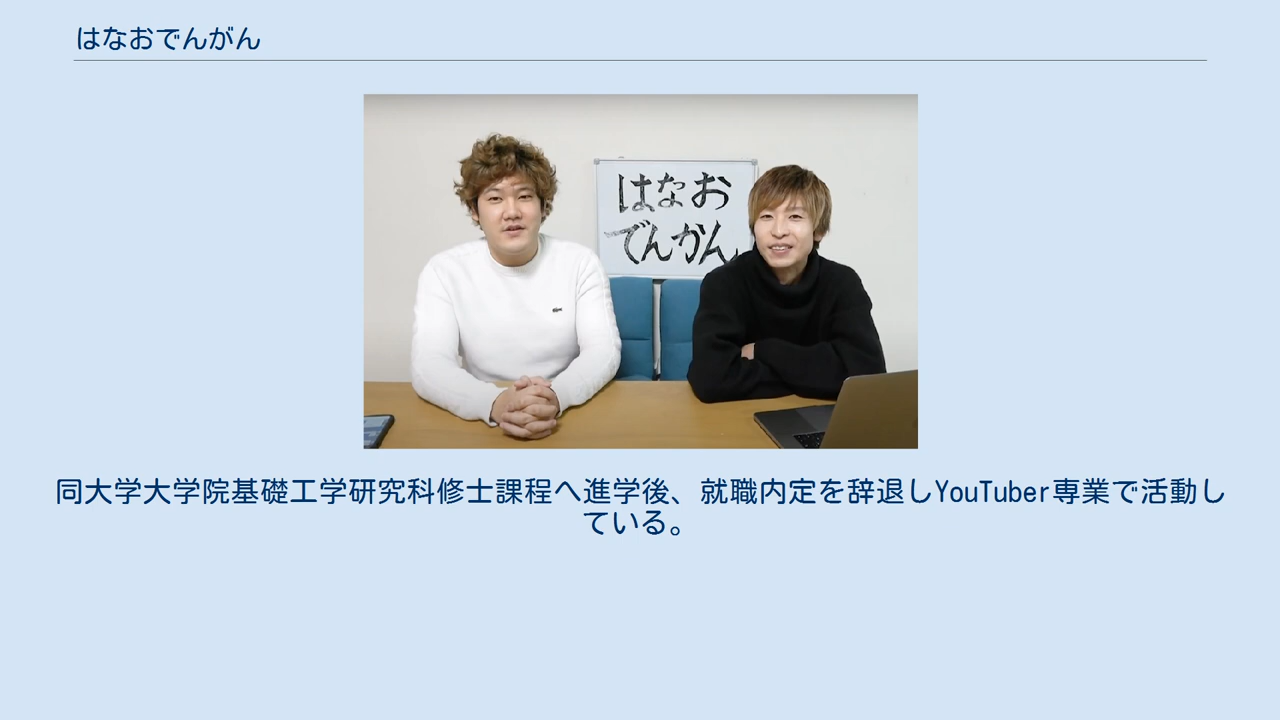 はなおでんがん
はなお
でんがん
同大学大学院基礎工学研究科修士課程へ進学後、就職内定を辞退しYouTuber専業で活動し
ている。